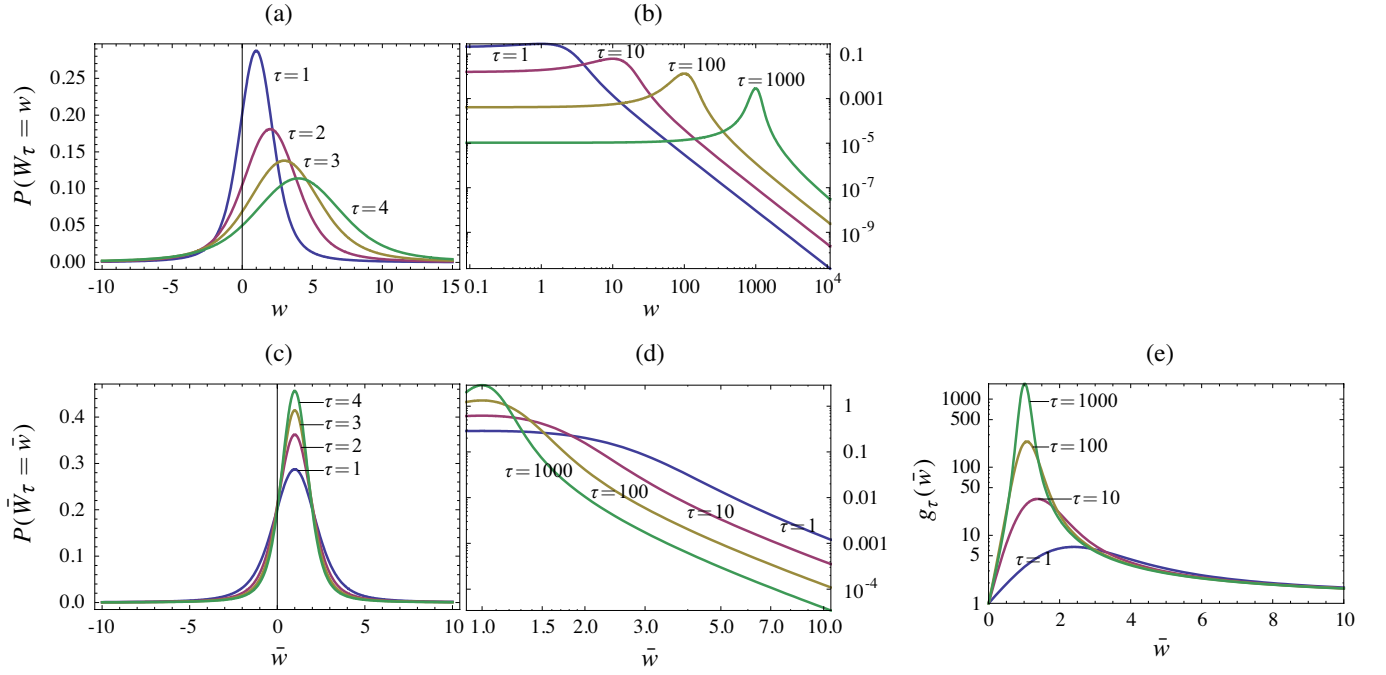 (a)
(b)
P(W_τ = w)
0.25
0.20
0.15
0.10
0.05
0.00
τ=1
τ=2
τ=3
τ=4
-10 -5 0 5 10 15
w
τ=1
τ=10
τ=100
τ=1000
0.1
0.001
10^-5
10^-7
10^-9
0.1 1 10 100 1000 10^4
w
(c)
(d)
(e)
P(W̄_τ = w̄)
0.4
0.3
0.2
0.1
0.0
τ=4
τ=3
τ=2
τ=1
-10 -5 0 5 10
w̄
τ=1000
τ=100
τ=10
τ=1
1
0.1
0.01
0.001
10^-4
1.0 1.5 2.0 3.0 5.0 7.0 10.0
w̄
g_τ(w̄)
1000
500
100
50
10
5
1
τ=1000
τ=100
τ=10
τ=1
0 2 4 6 8 10
w̄